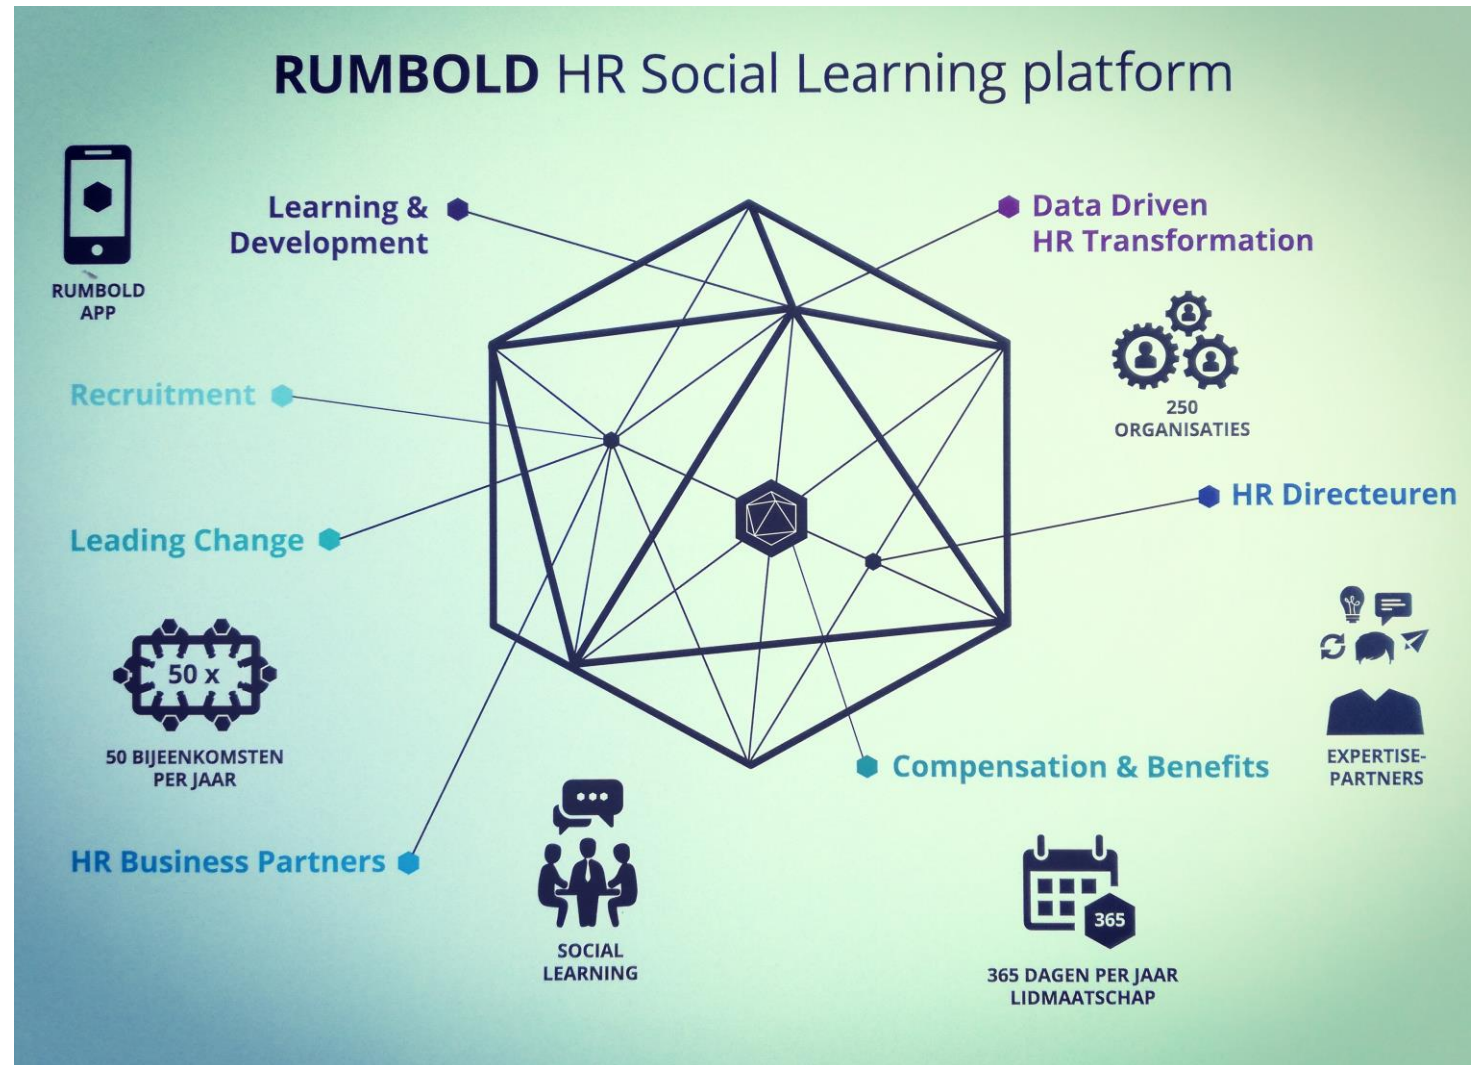 RUMBOLD HR Social Learning platform
Learning &
Development
Data Driven
HR Transformation
RUMBOLD
APP
Recruitment
250
ORGANISATIES
HR Directeuren
Leading Change
50 x
50 BIJEENKOMSTEN
PER JAAR
Compensation & Benefits
EXPERTISE-
PARTNERS
HR Business Partners
SOCIAL
LEARNING
365
365 DAGEN PER JAAR
LIDMAATSCHAP